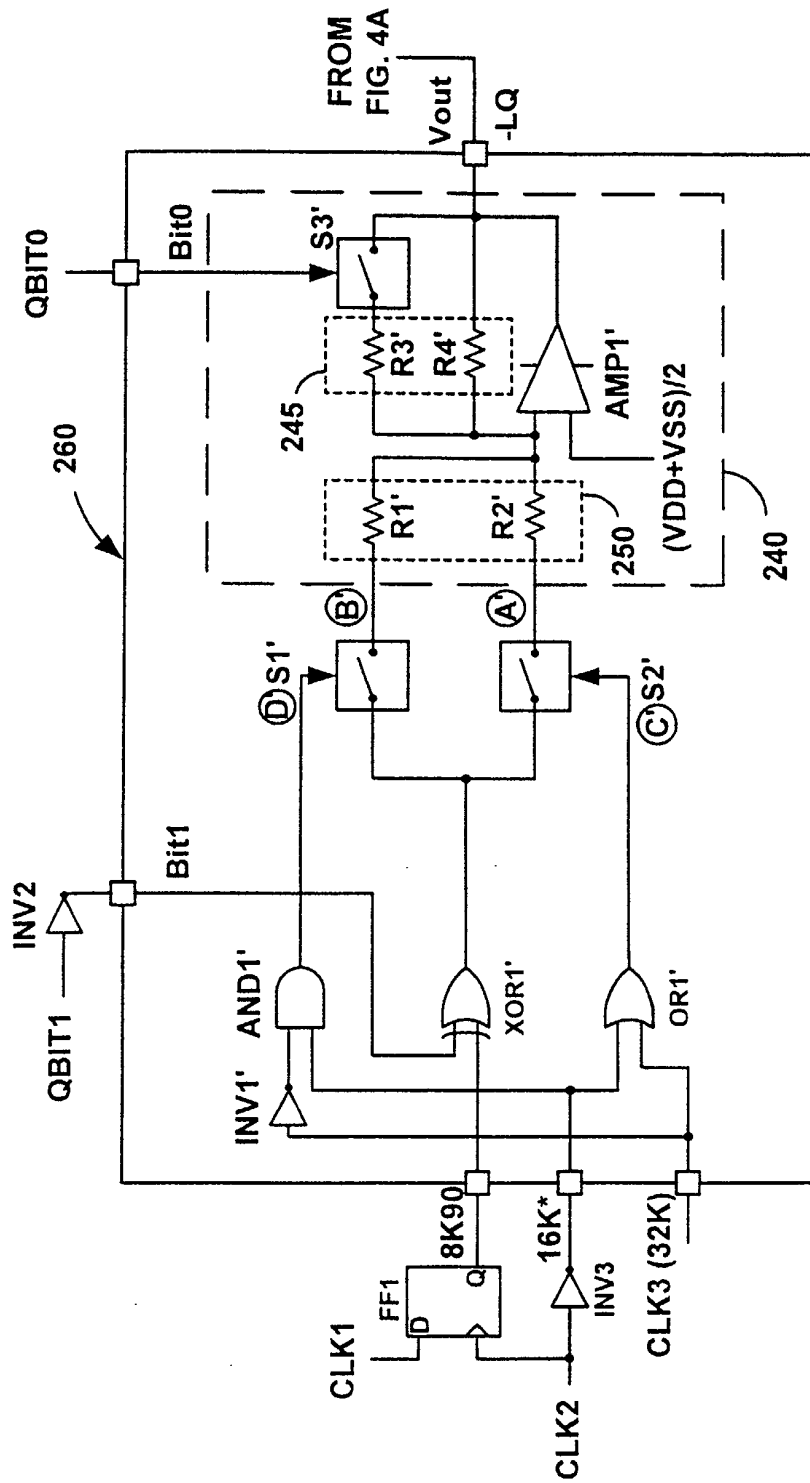 QBIT1
INV2
260
QBIT0
FROM
FIG. 4A
Bit1
Bit0
Vout
-LQ
S3'
245
R3'
R4'
R1'
R2'
AMP1'
(VDD+VSS)/2
250
240
B'
A'
D' S1'
C' S2'
AND1'
INV1'
XOR1'
OR1'
CLK1
FF1
D
Q
8K90
16K*
INV3
CLK2
CLK3 (32K)